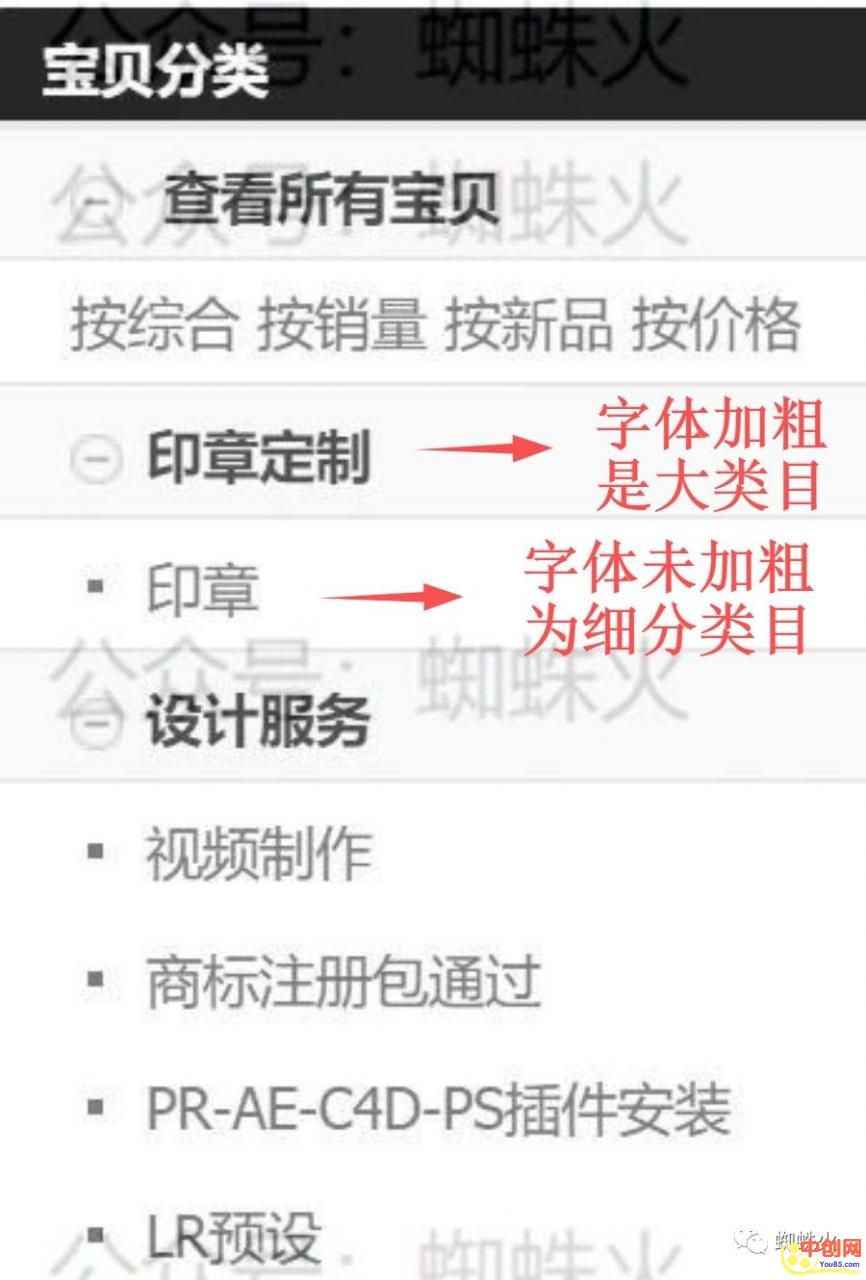 公众号：蜘蛛火
宝贝分类
公众号：蜘蛛火
查看所有宝贝
按综合 按销量 按新品 按价格
印章定制
字体加粗
是大类目
印章
字体未加粗
为细分类目
公众号：蜘蛛火
设计服务
视频制作
商标注册包通过
PR-AE-C4D-PS插件安装
LR预设
公众号：蜘蛛火
蜘蛛火
中创网
You85.com